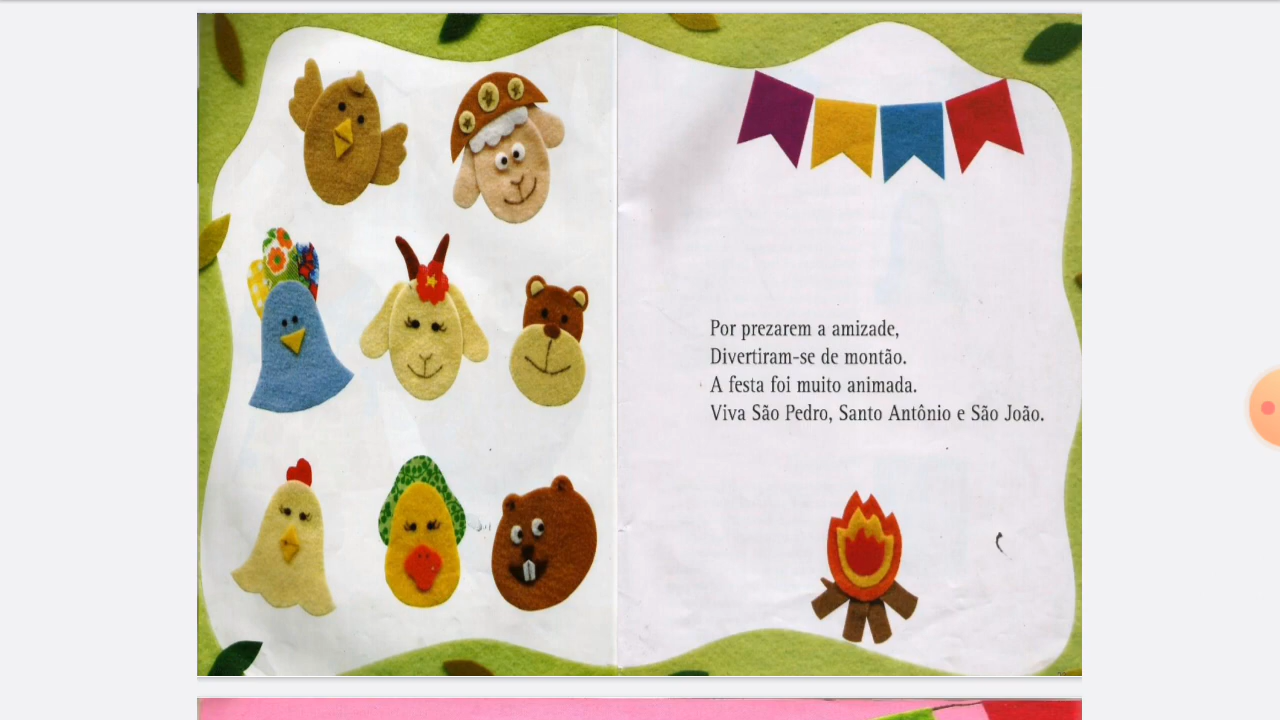 Por prezarem a amizade,
Divertiram-se de montão.
A festa foi muito animada.
Viva São Pedro, Santo Antônio e São João.